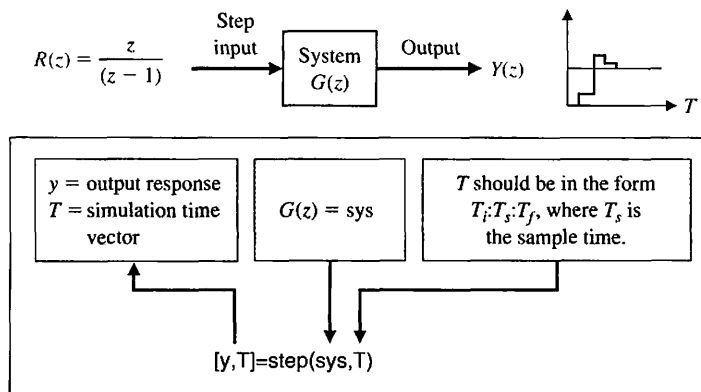 Step
input
R(z) = z / (z − 1)
System
G(z)
Output
Y(z)
T
y = output response
T = simulation time
vector
G(z) = sys
T should be in the form
Ti:Ts:Tf, where Ts is
the sample time.
[y,T]=step(sys,T)